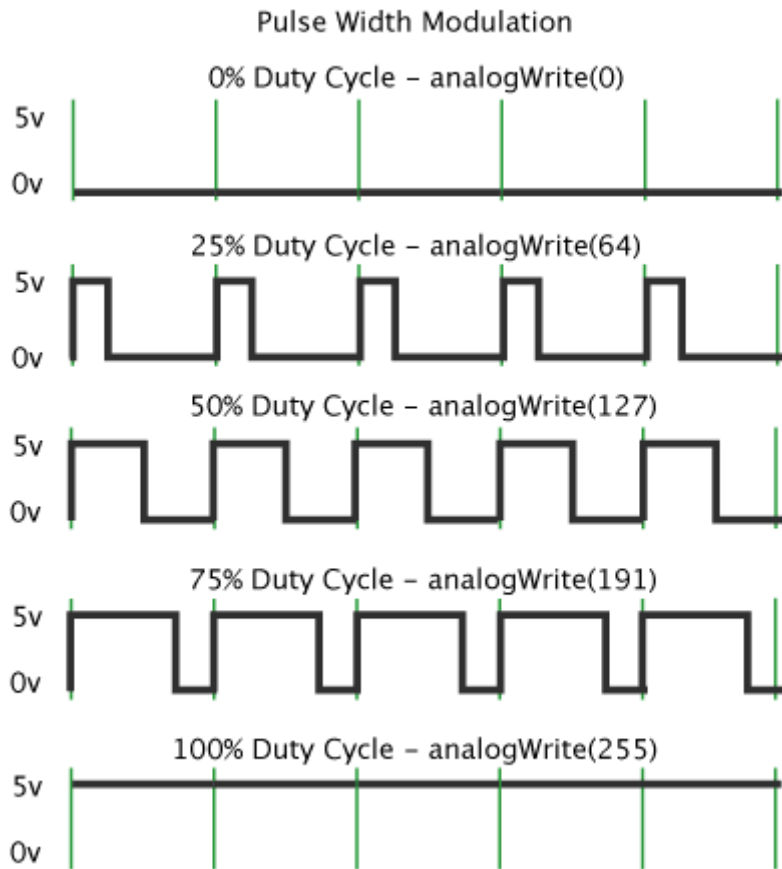 Pulse Width Modulation
0% Duty Cycle – analogWrite(0)
5v
0v
25% Duty Cycle – analogWrite(64)
5v
0v
50% Duty Cycle – analogWrite(127)
5v
0v
75% Duty Cycle – analogWrite(191)
5v
0v
100% Duty Cycle – analogWrite(255)
5v
0v